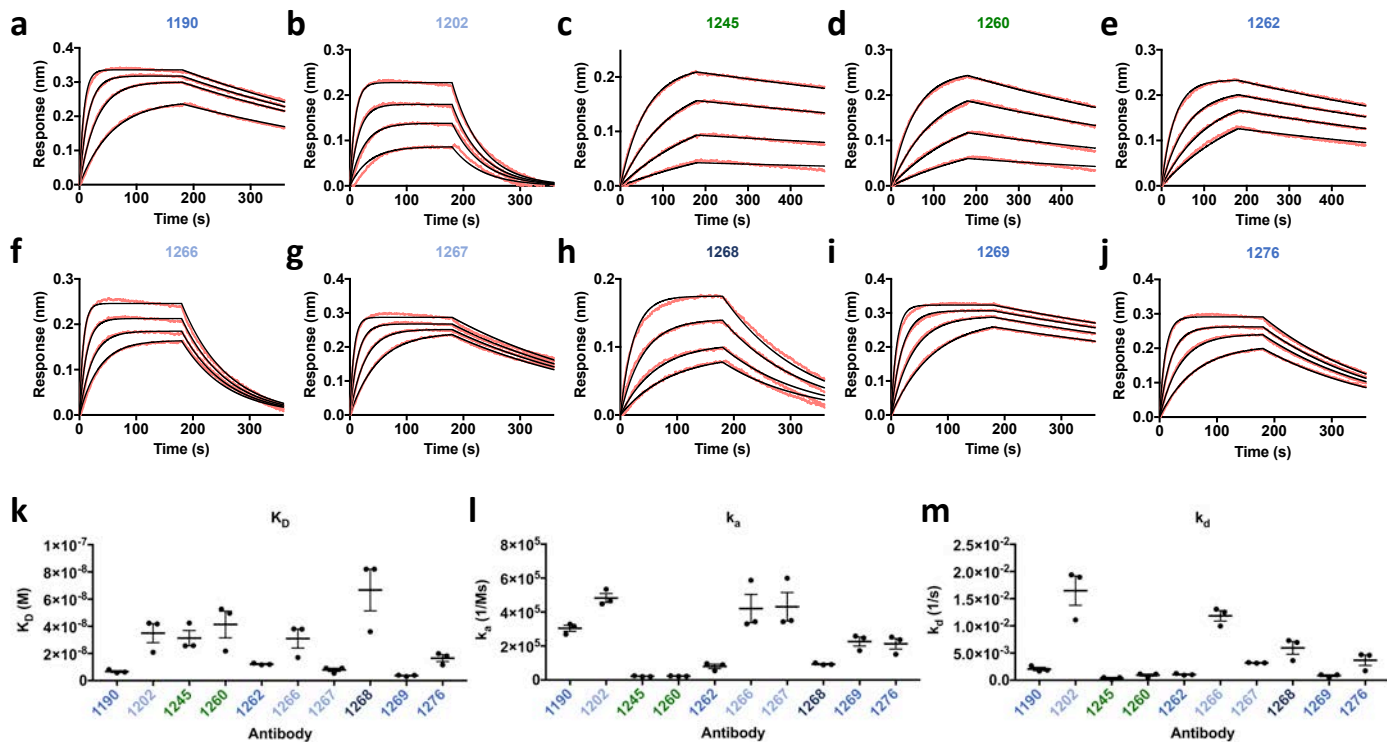 a
1190
Response (nm)
0.4
0.3
0.2
0.1
0.0
0 100 200 300
Time (s)
b
1202
Response (nm)
0.3
0.2
0.1
0.0
0 100 200 300
Time (s)
c
1245
Response (nm)
0.2
0.1
0.0
0 100 200 300 400
Time (s)
d
1260
Response (nm)
0.3
0.2
0.1
0.0
0 100 200 300 400
Time (s)
e
1262
Response (nm)
0.3
0.2
0.1
0.0
0 100 200 300 400
Time (s)
f
1266
Response (nm)
0.3
0.2
0.1
0.0
0 100 200 300
Time (s)
g
1267
Response (nm)
0.4
0.3
0.2
0.1
0.0
0 100 200 300
Time (s)
h
1268
Response (nm)
0.2
0.1
0.0
0 100 200 300
Time (s)
i
1269
Response (nm)
0.4
0.3
0.2
0.1
0.0
0 100 200 300
Time (s)
j
1276
Response (nm)
0.4
0.3
0.2
0.1
0.0
0 100 200 300
Time (s)
k
K_D
K_D (M)
1×10⁻⁷
8×10⁻⁸
6×10⁻⁸
4×10⁻⁸
2×10⁻⁸
0
1190 1202 1245 1260 1262 1266 1267 1268 1269 1276
Antibody
l
kₐ
kₐ (1/Ms)
8×10⁵
6×10⁵
4×10⁵
2×10⁵
0
1190 1202 1245 1260 1262 1266 1267 1268 1269 1276
Antibody
m
k_d
k_d (1/s)
2.5×10⁻²
2.0×10⁻²
1.5×10⁻²
1.0×10⁻²
5.0×10⁻³
0.0
1190 1202 1245 1260 1262 1266 1267 1268 1269 1276
Antibody